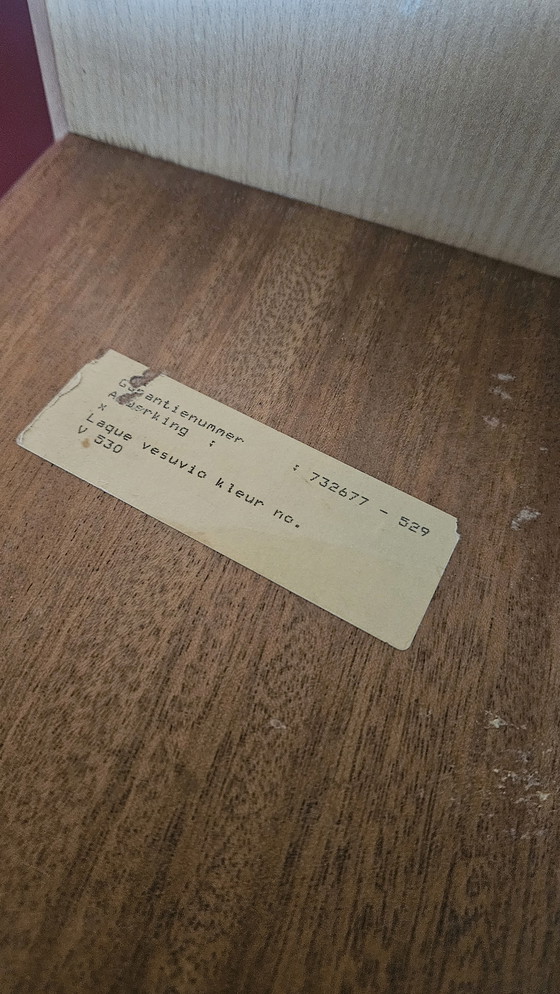 Garantienummer : 732677 - 529
Afwerking :
x
Laque vesuvio kleur no.
V 530